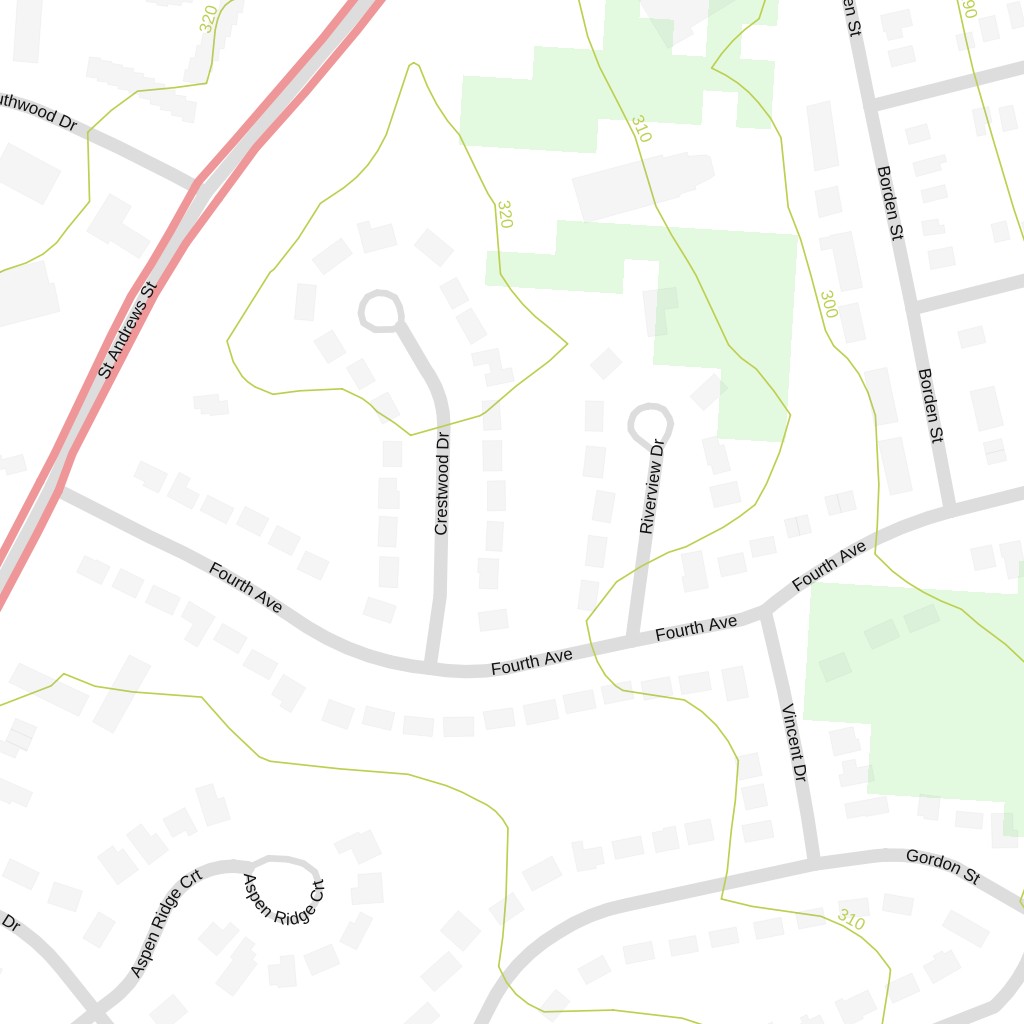 320
en St
90
uthwood Dr
310
Borden St
320
St Andrews St
300
Borden St
Crestwood Dr
Riverview Dr
Fourth Ave
Fourth Ave
Fourth Ave
Fourth Ave
Vincent Dr
Gordon St
Aspen Ridge Crt
Aspen Ridge Crt
310
Dr